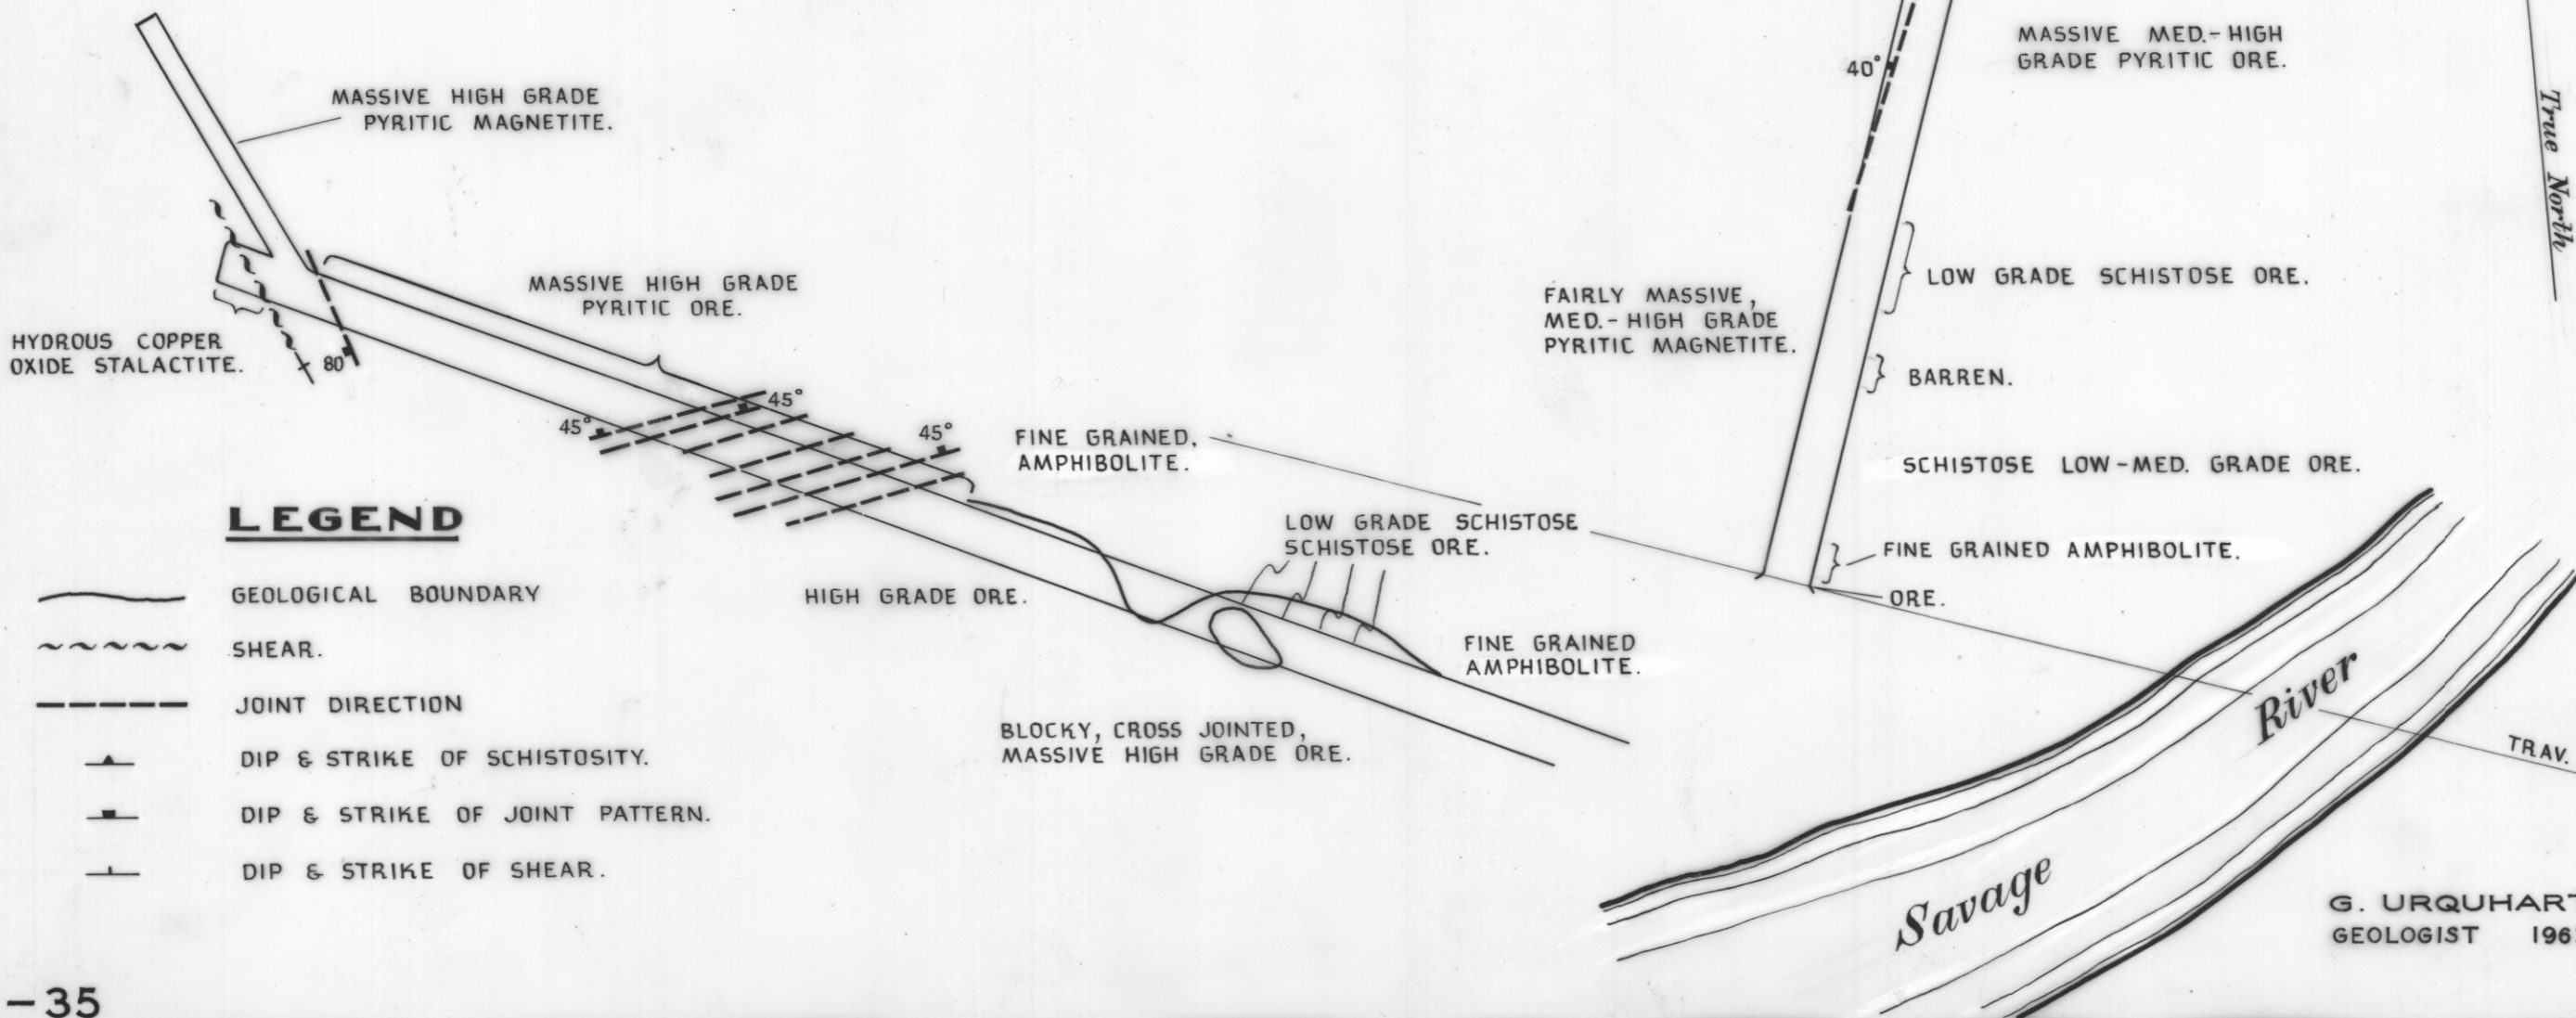 MASSIVE HIGH GRADE
PYRITIC MAGNETITE.
MASSIVE HIGH GRADE
PYRITIC ORE.
HYDROUS COPPER
OXIDE STALACTITE.
80°
45°
45°
45°
FINE GRAINED,
AMPHIBOLITE.
LOW GRADE SCHISTOSE
SCHISTOSE ORE.
HIGH GRADE ORE.
FINE GRAINED
AMPHIBOLITE.
BLOCKY, CROSS JOINTED,
MASSIVE HIGH GRADE ORE.
LEGEND
GEOLOGICAL BOUNDARY
SHEAR.
JOINT DIRECTION
DIP & STRIKE OF SCHISTOSITY.
DIP & STRIKE OF JOINT PATTERN.
DIP & STRIKE OF SHEAR.
-35
40°
MASSIVE MED.-HIGH
GRADE PYRITIC ORE.
True North
FAIRLY MASSIVE,
MED.-HIGH GRADE
PYRITIC MAGNETITE.
LOW GRADE SCHISTOSE ORE.
BARREN.
SCHISTOSE LOW-MED. GRADE ORE.
FINE GRAINED AMPHIBOLITE.
ORE.
Savage River
TRAV.
G. URQUHART
GEOLOGIST 196